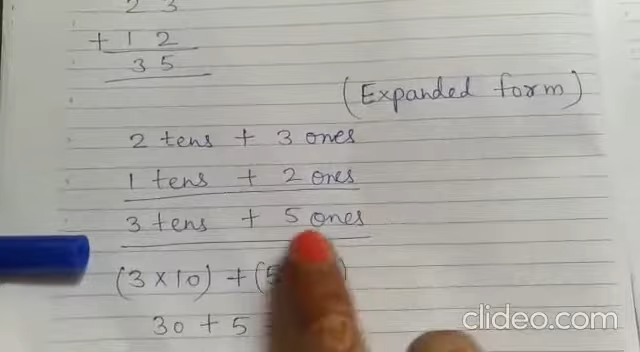 2 3
+ 1 2
3 5
(Expanded form)
2 tens + 3 ones
1 tens + 2 ones
3 tens + 5 ones
(3 × 10) + (5 )
30 + 5
clideo.com